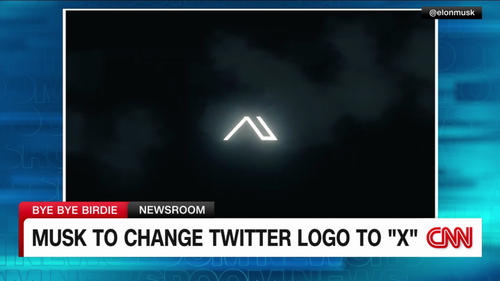 @elonmusk
BYE BYE BIRDIE
NEWSROOM
MUSK TO CHANGE TWITTER LOGO TO "X"
CNN